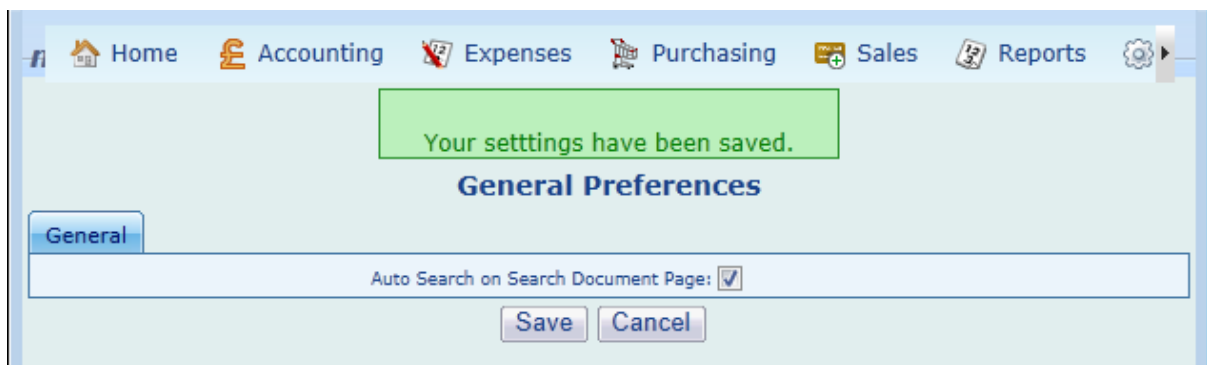 Home Accounting Expenses Purchasing Sales Reports
Your setttings have been saved.
General Preferences
General
Auto Search on Search Document Page:
Save Cancel